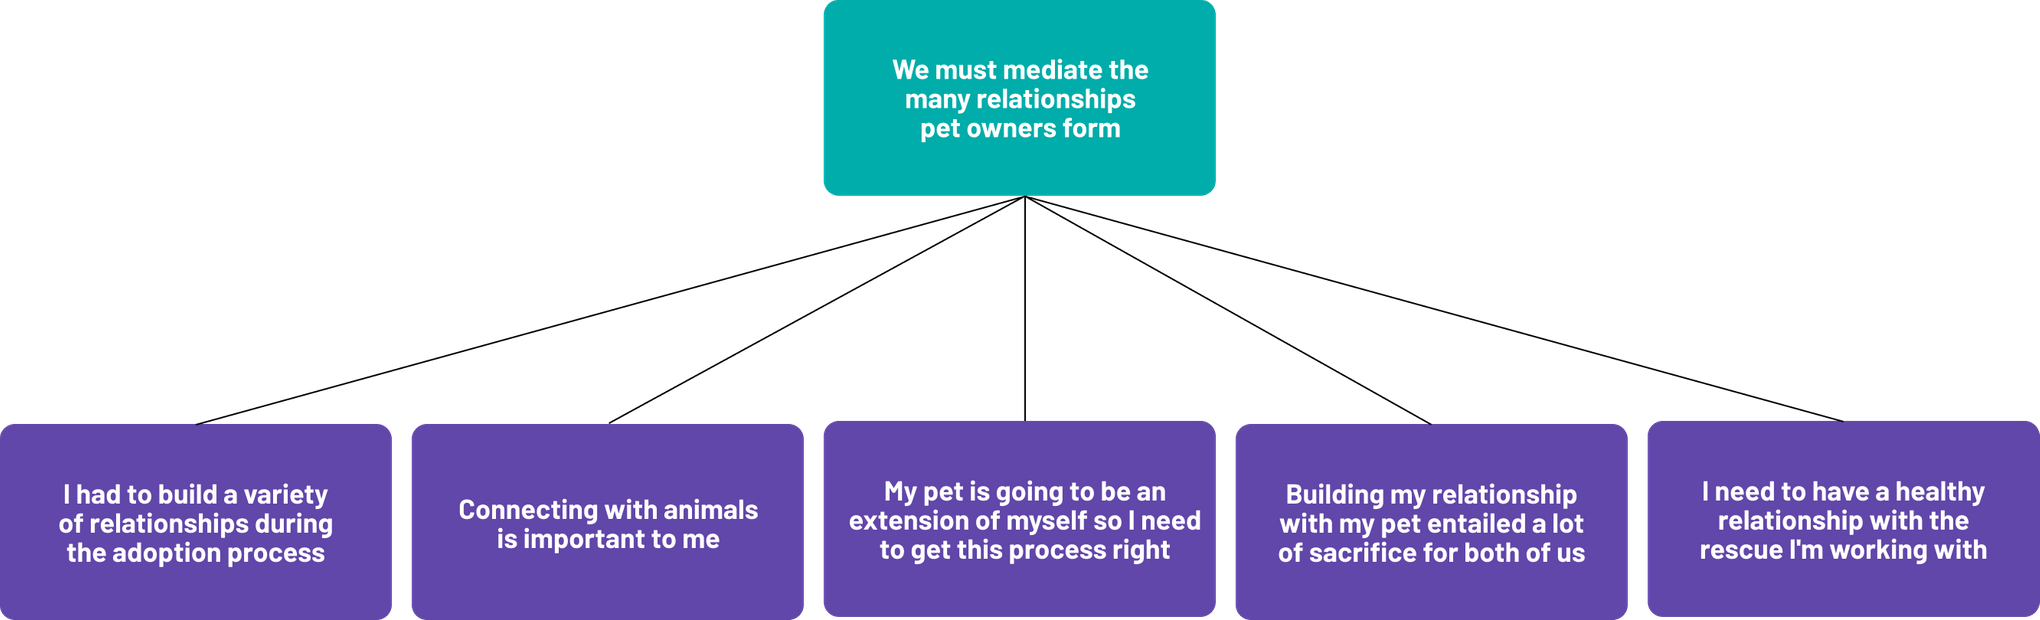 We must mediate the
many relationships
pet owners form
I had to build a variety
of relationships during
the adoption process
Connecting with animals
is important to me
My pet is going to be an
extension of myself so I need
to get this process right
Building my relationship
with my pet entailed a lot
of sacrifice for both of us
I need to have a healthy
relationship with the
rescue I'm working with